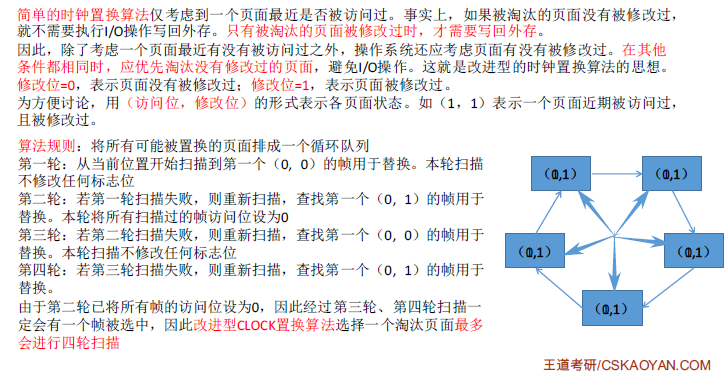 简单的时钟置换算法仅考虑到一个页面最近是否被访问过。事实上，如果被淘汰的页面没有被修改过，
就不需要执行I/O操作写回外存。只有被淘汰的页面被修改过时，才需要写回外存。
因此，除了考虑一个页面最近有没有被访问过之外，操作系统还应考虑页面有没有被修改过。在其他
条件都相同时，应优先淘汰没有修改过的页面，避免I/O操作。这就是改进型的时钟置换算法的思想。
修改位=0，表示页面没有被修改过；修改位=1，表示页面被修改过。
为方便讨论，用（访问位，修改位）的形式表示各页面状态。如（1，1）表示一个页面近期被访问过，
且被修改过。
算法规则：将所有可能被置换的页面排成一个循环队列
第一轮：从当前位置开始扫描到第一个（0，0）的帧用于替换。本轮扫描
不修改任何标志位
第二轮：若第一轮扫描失败，则重新扫描，查找第一个（0，1）的帧用于
替换。本轮将所有扫描过的帧访问位设为0
第三轮：若第二轮扫描失败，则重新扫描，查找第一个（0，0）的帧用于
替换。本轮扫描不修改任何标志位
第四轮：若第三轮扫描失败，则重新扫描，查找第一个（0，1）的帧用于
替换。
由于第二轮已将所有帧的访问位设为0，因此经过第三轮、第四轮扫描一
定会有一个帧被选中，因此改进型CLOCK置换算法选择一个淘汰页面最多
会进行四轮扫描
王道考研/CSKAOYAN.COM